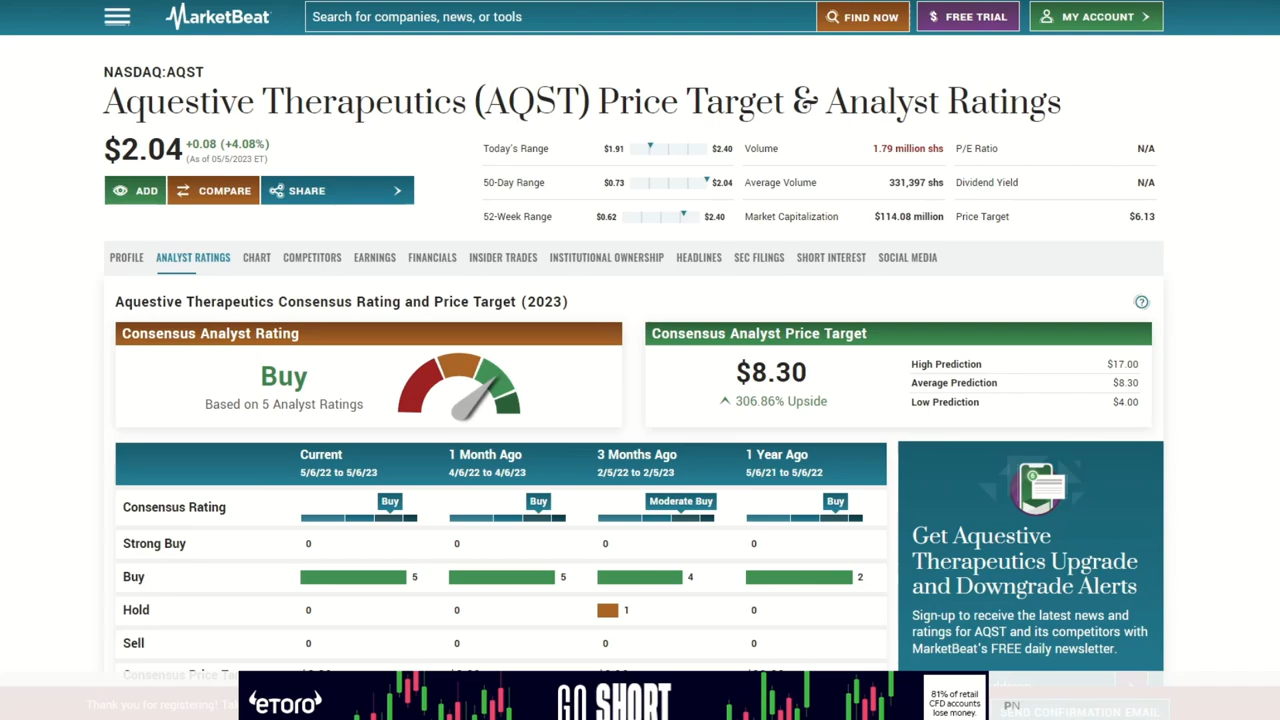 MarketBeat
Search for companies, news, or tools
FIND NOW
$ FREE TRIAL
MY ACCOUNT
NASDAQ:AQST
Aquestive Therapeutics (AQST) Price Target & Analyst Ratings
$2.04 +0.08 (+4.08%)
(As of 05/5/2023 ET)
ADD
COMPARE
SHARE
Today's Range $1.91 $2.40
50-Day Range $0.73 $2.04
52-Week Range $0.62 $2.40
Volume 1.79 million shs
Average Volume 331,397 shs
Market Capitalization $114.08 million
P/E Ratio N/A
Dividend Yield N/A
Price Target $6.13
PROFILE ANALYST RATINGS CHART COMPETITORS EARNINGS FINANCIALS INSIDER TRADES INSTITUTIONAL OWNERSHIP HEADLINES SEC FILINGS SHORT INTEREST SOCIAL MEDIA
Aquestive Therapeutics Consensus Rating and Price Target (2023)
?
Consensus Analyst Rating
Buy
Based on 5 Analyst Ratings
Consensus Analyst Price Target
$8.30
306.86% Upside
High Prediction $17.00
Average Prediction $8.30
Low Prediction $4.00
Current 1 Month Ago 3 Months Ago 1 Year Ago
5/6/22 to 5/6/23 4/6/22 to 4/6/23 2/5/22 to 2/5/23 5/6/21 to 5/6/22
Consensus Rating Buy Buy Moderate Buy Buy
Strong Buy 0 0 0 0
Buy 5 5 4 2
Hold 0 0 1 0
Sell 0 0 0 0
Get Aquestive
Therapeutics Upgrade
and Downgrade Alerts
Sign-up to receive the latest news and
ratings for AQST and its competitors with
MarketBeat's FREE daily newsletter.
Thank you for registering!
eToro
GO SHORT
81% of retail
CFD accounts
lose money.
SEND CONFIRMATION EMAIL